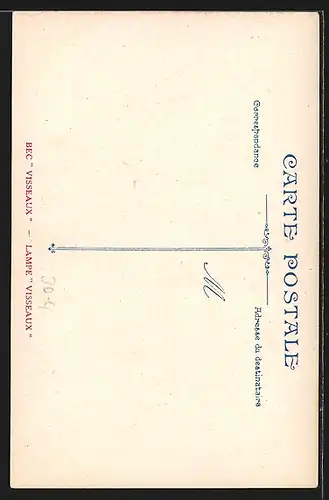 CARTE POSTALE
Correspondance
Adresse du destinataire
M
BEC "VISSEAUX" - LAMPE "VISSEAUX"